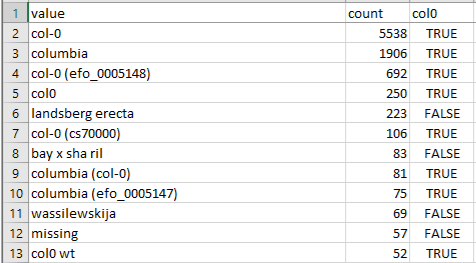 1 value count col0
2 col-0 5538 TRUE
3 columbia 1906 TRUE
4 col-0 (efo_0005148) 692 TRUE
5 col0 250 TRUE
6 landsberg erecta 223 FALSE
7 col-0 (cs70000) 106 TRUE
8 bay x sha ril 83 FALSE
9 columbia (col-0) 81 TRUE
10 columbia (efo_0005147) 75 TRUE
11 wassilewskija 69 FALSE
12 missing 57 FALSE
13 col0 wt 52 TRUE